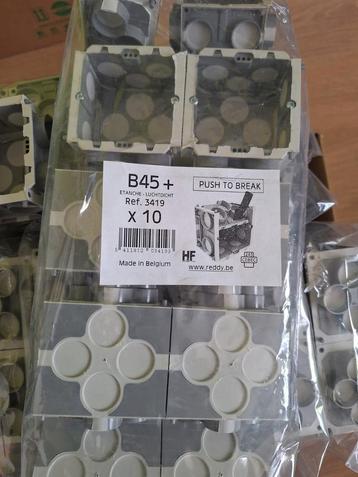 B45+
ETANCHE - LUCHTDICHT
Ref. 3419
x 10
Made in Belgium
PUSH TO BREAK
HF
www.reddy.be